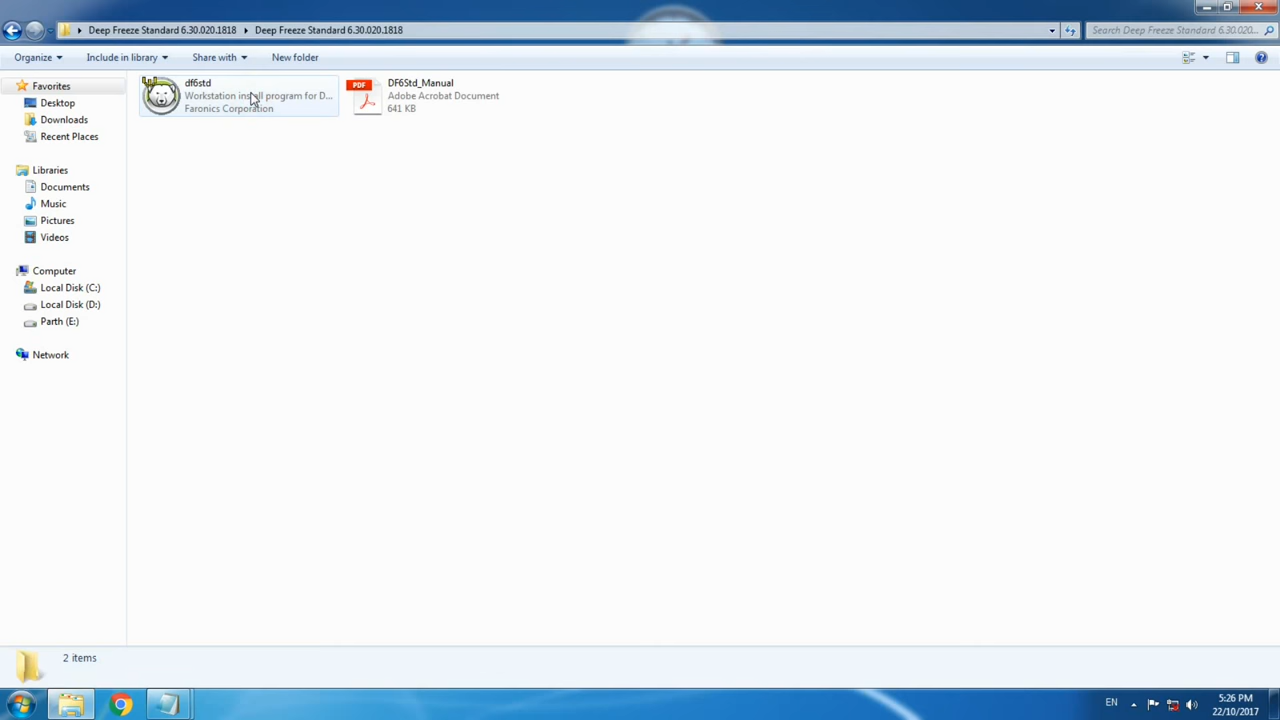 Deep Freeze Standard 6.30.020.1818 Deep Freeze Standard 6.30.020.1818
Search Deep Freeze Standard 6.30.020...
Organize Include in library Share with New folder
Favorites
Desktop
Downloads
Recent Places
Libraries
Documents
Music
Pictures
Videos
Computer
Local Disk (C:)
Local Disk (D:)
Parth (E:)
Network
df6std
Workstation install program for D...
Faronics Corporation
PDF
DF6Std_Manual
Adobe Acrobat Document
641 KB
2 items
EN
5:26 PM
22/10/2017